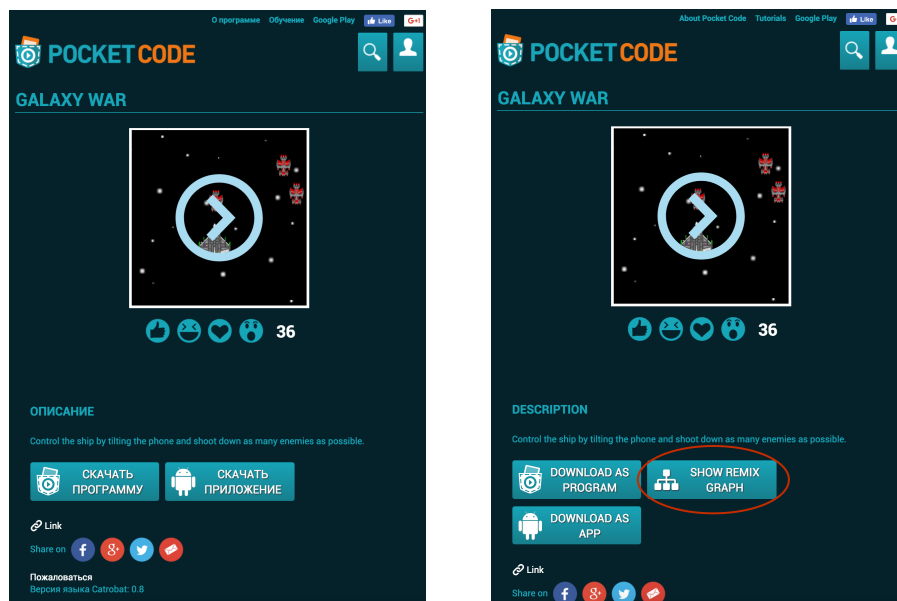 О программе Обучение Google Play Like G+1
POCKET CODE
GALAXY WAR
36
ОПИСАНИЕ
Control the ship by tilting the phone and shoot down as many enemies as possible.
СКАЧАТЬ
ПРОГРАММУ
СКАЧАТЬ
ПРИЛОЖЕНИЕ
Link
Share on
Пожаловаться
Версия языка Catrobat: 0.8
About Pocket Code Tutorials Google Play Like G
POCKET CODE
GALAXY WAR
36
DESCRIPTION
Control the ship by tilting the phone and shoot down as many enemies as possible.
DOWNLOAD AS
PROGRAM
SHOW REMIX
GRAPH
DOWNLOAD AS
APP
Link
Share on